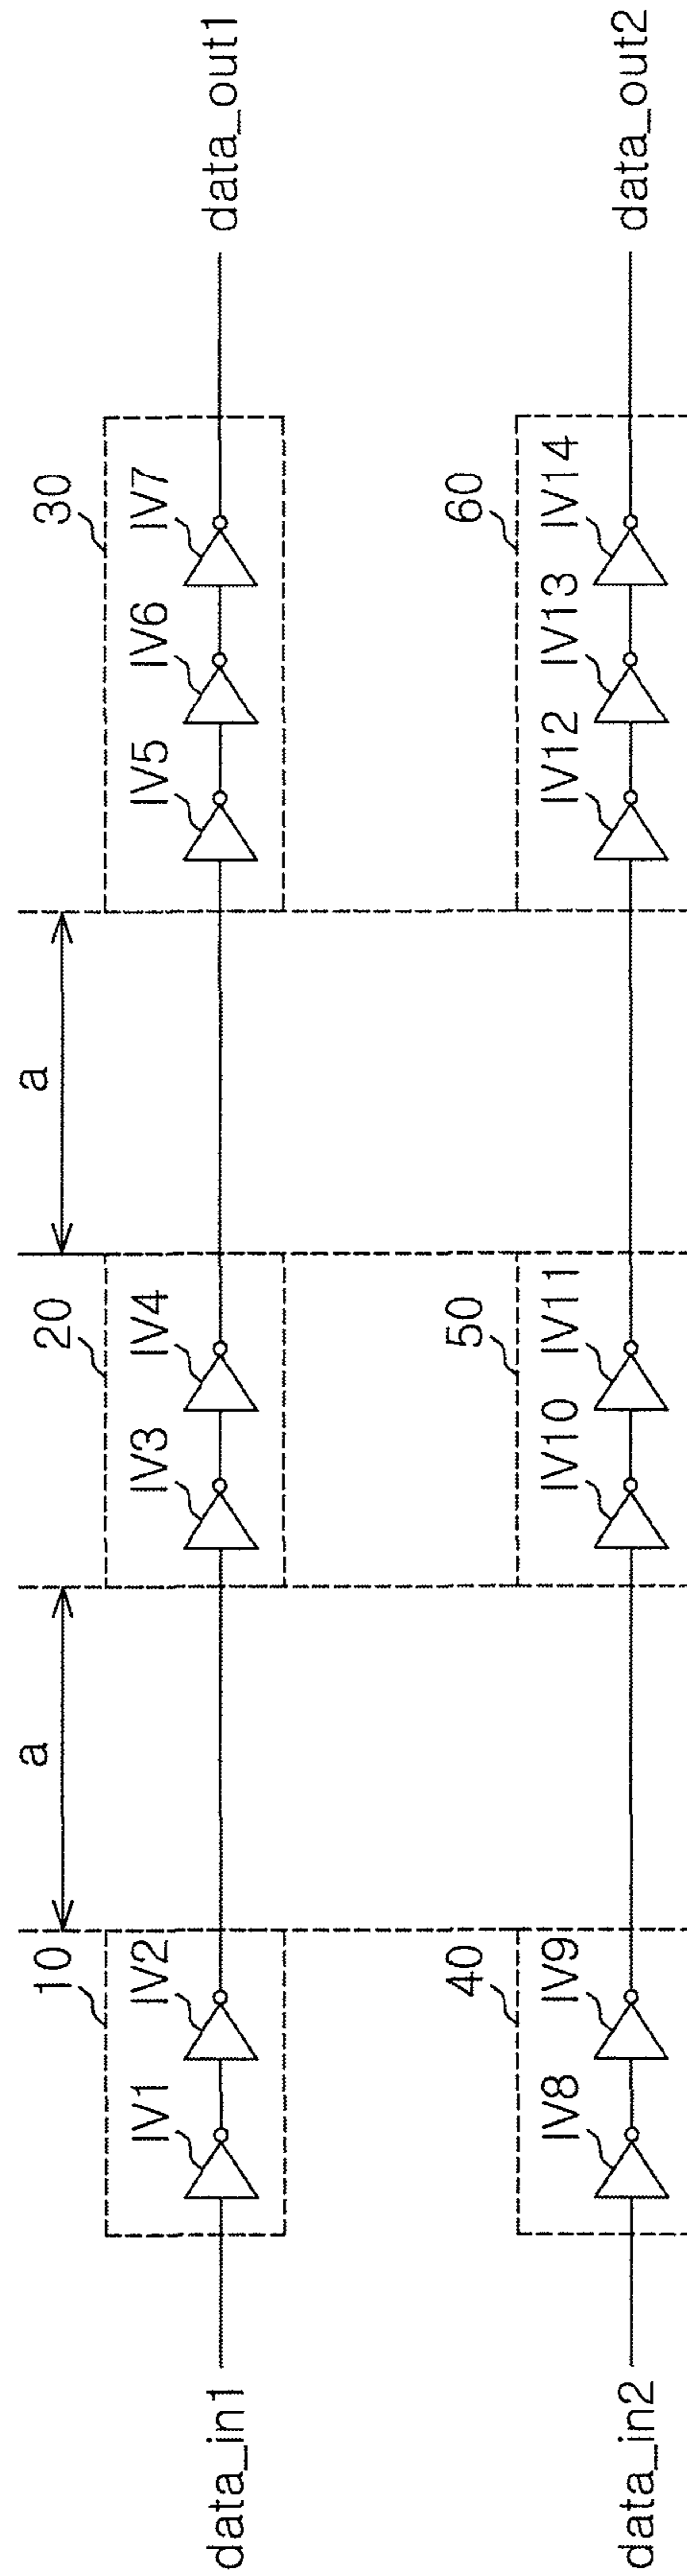 a
a
10
20
30
IV1
IV2
IV3
IV4
IV5
IV6
IV7
data_in1
data_out1
40
50
60
IV8
IV9
IV10
IV11
IV12
IV13
IV14
data_in2
data_out2